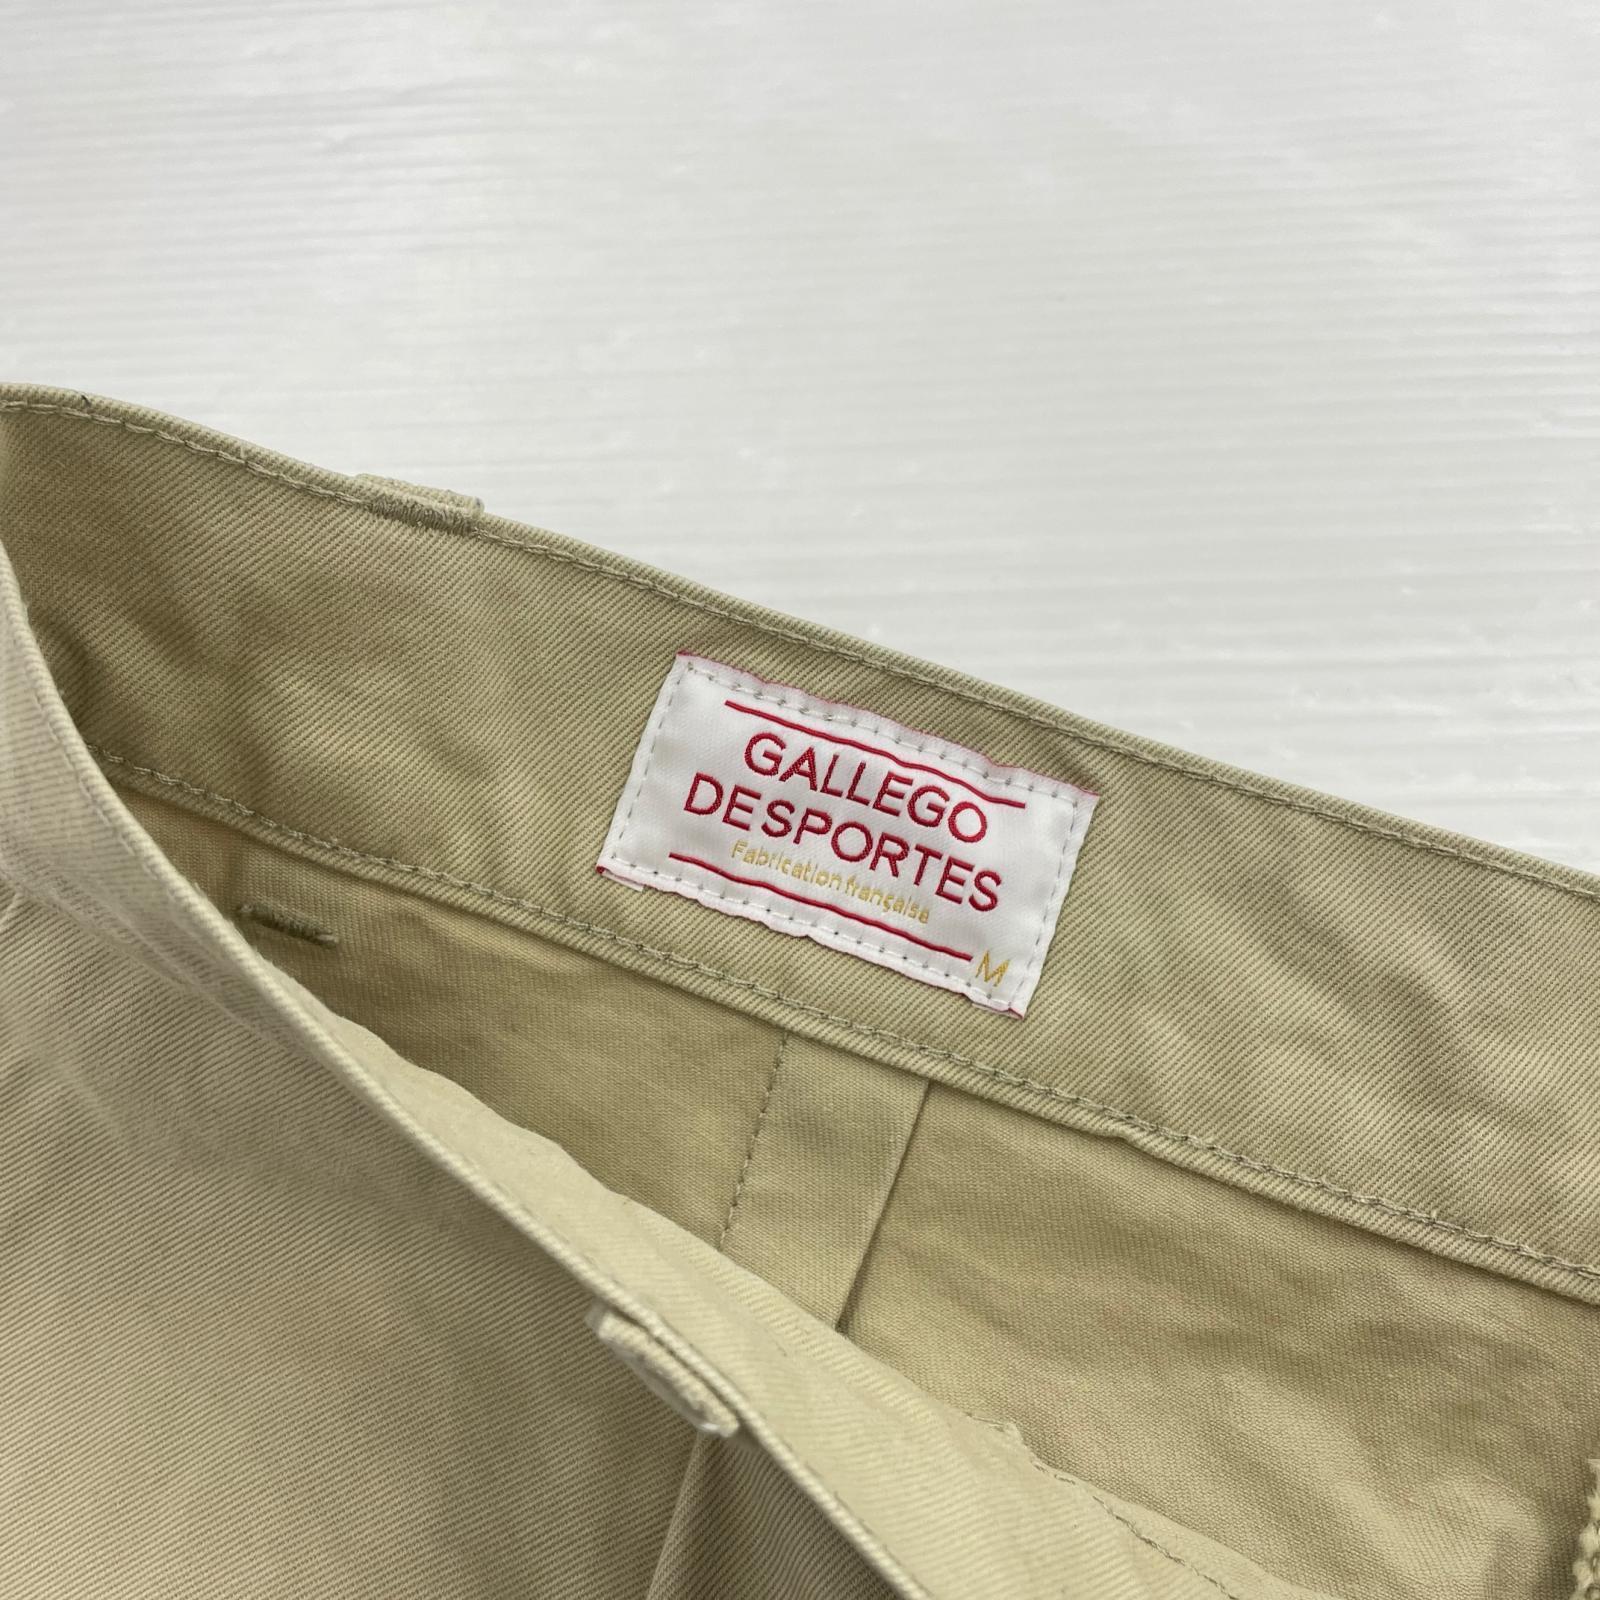 GALLEGO
DESPORTES
Fabrication française
M